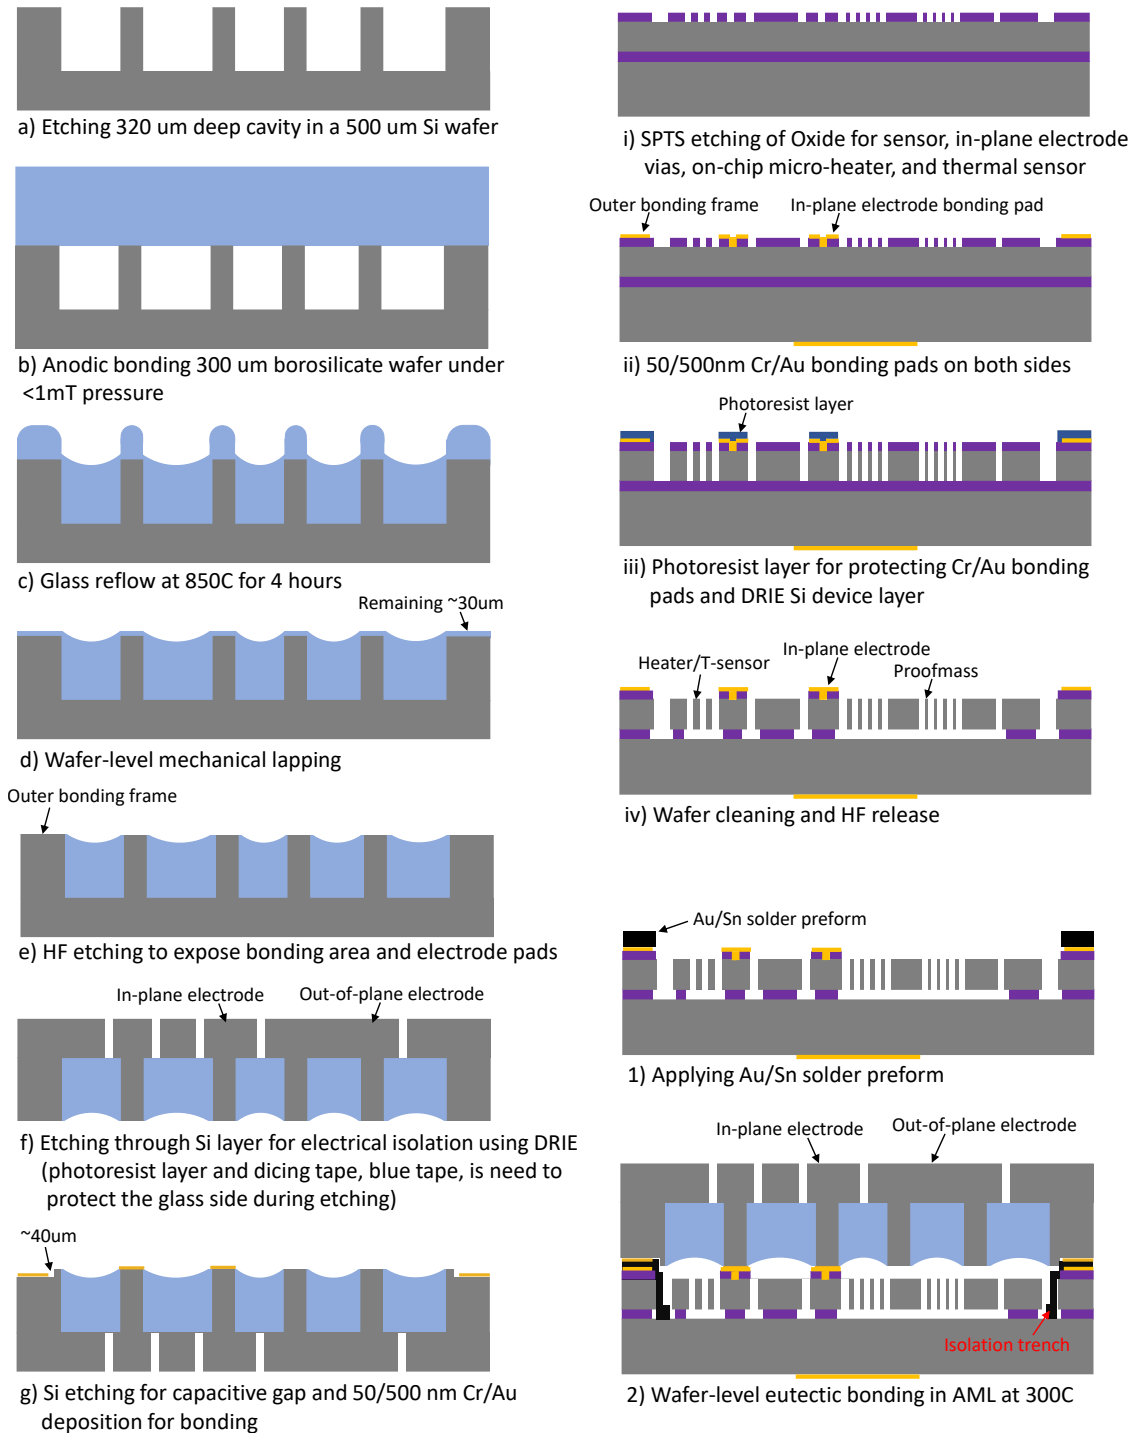 a) Etching 320 um deep cavity in a 500 um Si wafer
b) Anodic bonding 300 um borosilicate wafer under
<1mT pressure
c) Glass reflow at 850C for 4 hours
Remaining ~30um
d) Wafer-level mechanical lapping
Outer bonding frame
e) HF etching to expose bonding area and electrode pads
In-plane electrode
Out-of-plane electrode
f) Etching through Si layer for electrical isolation using DRIE
(photoresist layer and dicing tape, blue tape, is need to
protect the glass side during etching)
~40um
g) Si etching for capacitive gap and 50/500 nm Cr/Au
deposition for bonding
i) SPTS etching of Oxide for sensor, in-plane electrode
vias, on-chip micro-heater, and thermal sensor
Outer bonding frame
In-plane electrode bonding pad
ii) 50/500nm Cr/Au bonding pads on both sides
Photoresist layer
iii) Photoresist layer for protecting Cr/Au bonding
pads and DRIE Si device layer
In-plane electrode
Heater/T-sensor
Proofmass
iv) Wafer cleaning and HF release
Au/Sn solder preform
1) Applying Au/Sn solder preform
In-plane electrode
Out-of-plane electrode
Isolation trench
2) Wafer-level eutectic bonding in AML at 300C